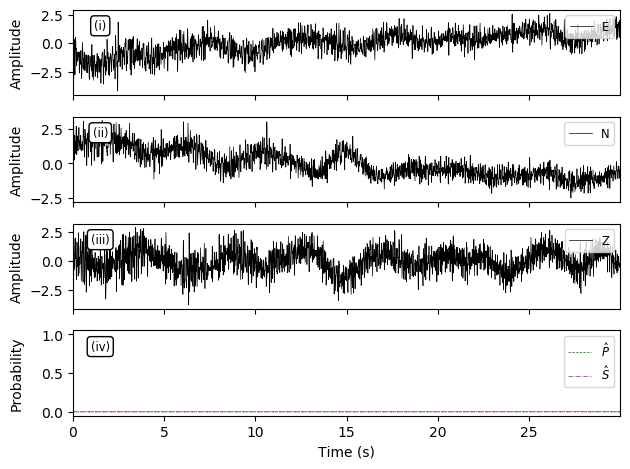 2.5
0.0
−2.5
Amplitude
(i)
E
2.5
0.0
−2.5
Amplitude
(ii)
N
2.5
0.0
−2.5
Amplitude
(iii)
Z
1.0
0.5
0.0
Probability
(iv)
P̂
Ŝ
0 5 10 15 20 25
Time (s)